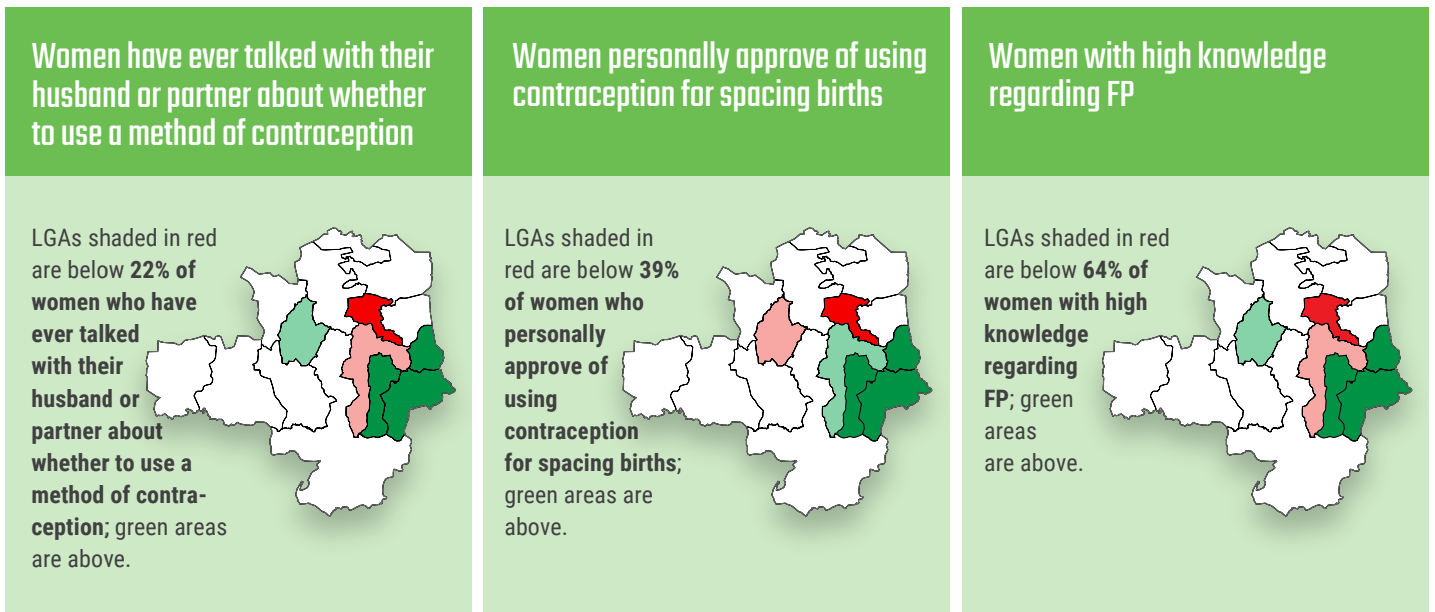 Women have ever talked with their
husband or partner about whether
to use a method of contraception
LGAs shaded in red
are below 22% of
women who have
ever talked
with their
husband or
partner about
whether to use a
method of contra-
ception; green areas
are above.
Women personally approve of using
contraception for spacing births
LGAs shaded in
red are below 39%
of women who
personally
approve of
using
contraception
for spacing births;
green areas are
above.
Women with high knowledge
regarding FP
LGAs shaded in red
are below 64% of
women with high
knowledge
regarding
FP; green
areas
are above.